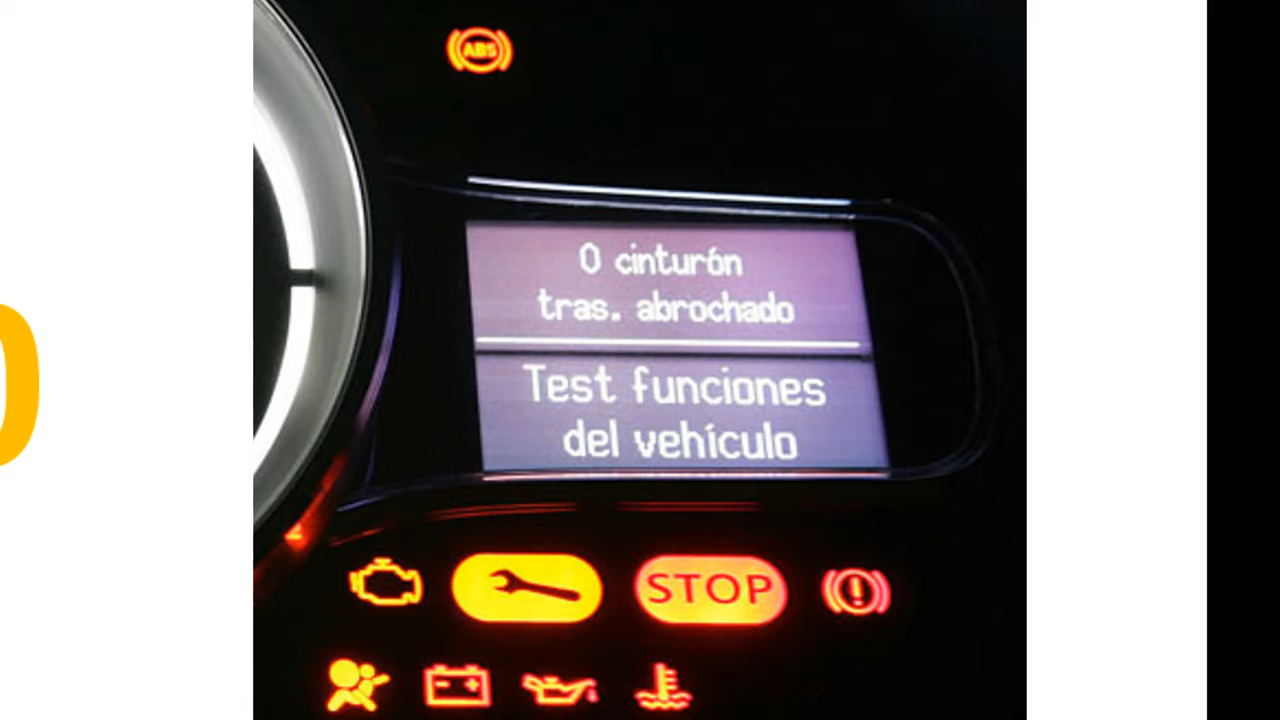 ABS
0 cinturón
tras. abrochado
Test funciones
del vehículo
STOP